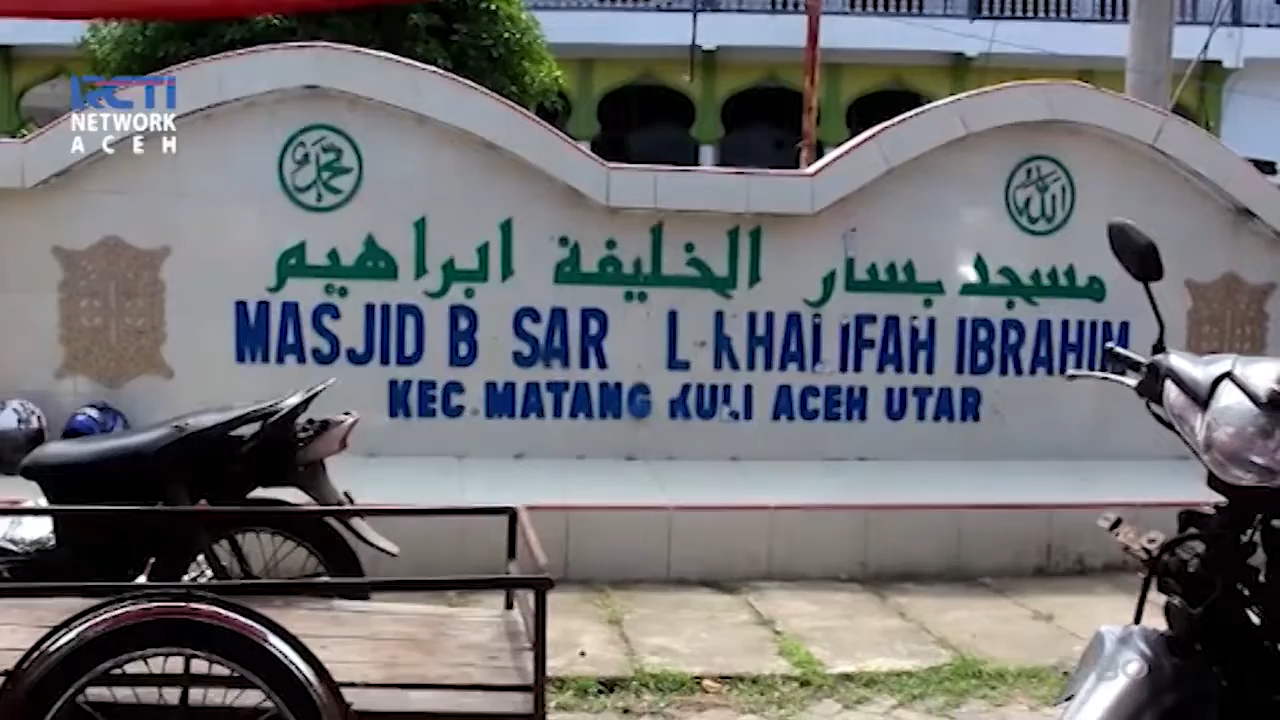 RCTI
NETWORK
ACEH
محمد
الله
مسجد بسار الخليفة ابراهيم
MASJID B SAR L-KHALIFAH IBRAHIM
KEC.MATANG KULI ACEH UTAR